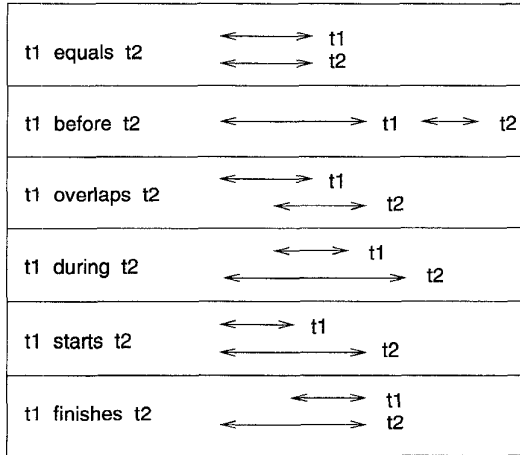 t1 equals t2
t1
t2
t1 before t2
t1 t2
t1 overlaps t2
t1
t2
t1 during t2
t1
t2
t1 starts t2
t1
t2
t1 finishes t2
t1
t2